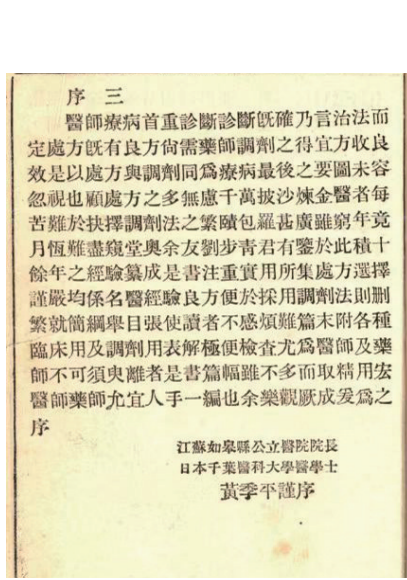 序三
醫師療病首重診斷診斷旣確乃言治法而
定處方旣有良方尙需藥師調劑之得宜方收良
效是以處方與調劑同爲療病最後之要圖未容
忽視也顧處方之多無慮千萬披沙煉金醫者每
苦難於抉擇調劑法之繁頤包羅甚廣雖窮年竟
月恆難盡窺堂奧余友劉步靑君有鑒於此積十
餘年之經驗纂成是書注重實用所集處方選擇
謹嚴均係名醫經驗良方便於採用調劑法則删
繁就簡綱舉目張使讀者不感煩難篇末附各種
臨床用及調劑用表解極便檢查尤爲醫師及藥
師不可須臾離者是書篇幅雖不多而取精用宏
醫師藥師允宜人手一編也余樂觀厥成爰爲之
序
江蘇如皋縣公立醫院院長
日本千葉醫科大學醫學士
黃季平謹序